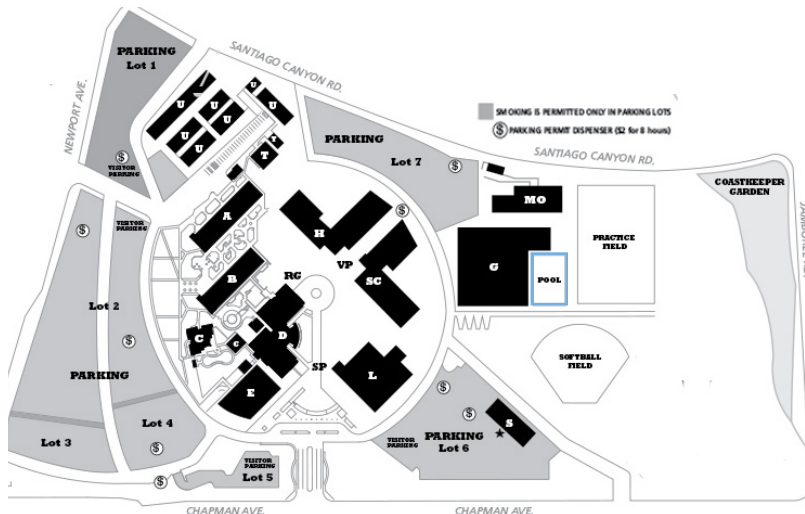 PARKING
Lot 1
NEWPORT AVE.
SANTIAGO CANYON RD.
$
VISITOR
PARKING
U
U
U
U
U
U
U
U
T
T
SMOKING IS PERMITTED ONLY IN PARKING LOTS
$ PARKING PERMIT DISPENSER ($2 for 8 hours)
PARKING
Lot 7
$
SANTIAGO CANYON RD.
COASTKEEPER
GARDEN
VISITOR
PARKING
$
A
H
$
MO
PRACTICE
FIELD
VP
G
POOL
B
RG
SC
Lot 2
$
C
C
D
SOFTBALL
FIELD
PARKING
SP
L
E
$
$
S
Lot 3
Lot 4
$
VISITOR
PARKING
PARKING
Lot 6
VISITOR
PARKING
Lot 5
$
CHAPMAN AVE.
CHAPMAN AVE.